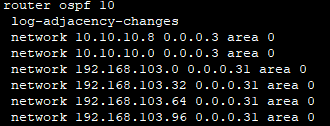 router ospf 10
log-adjacency-changes
network 10.10.10.8 0.0.0.3 area 0
network 10.10.10.0 0.0.0.3 area 0
network 192.168.103.0 0.0.0.31 area 0
network 192.168.103.32 0.0.0.31 area 0
network 192.168.103.64 0.0.0.31 area 0
network 192.168.103.96 0.0.0.31 area 0